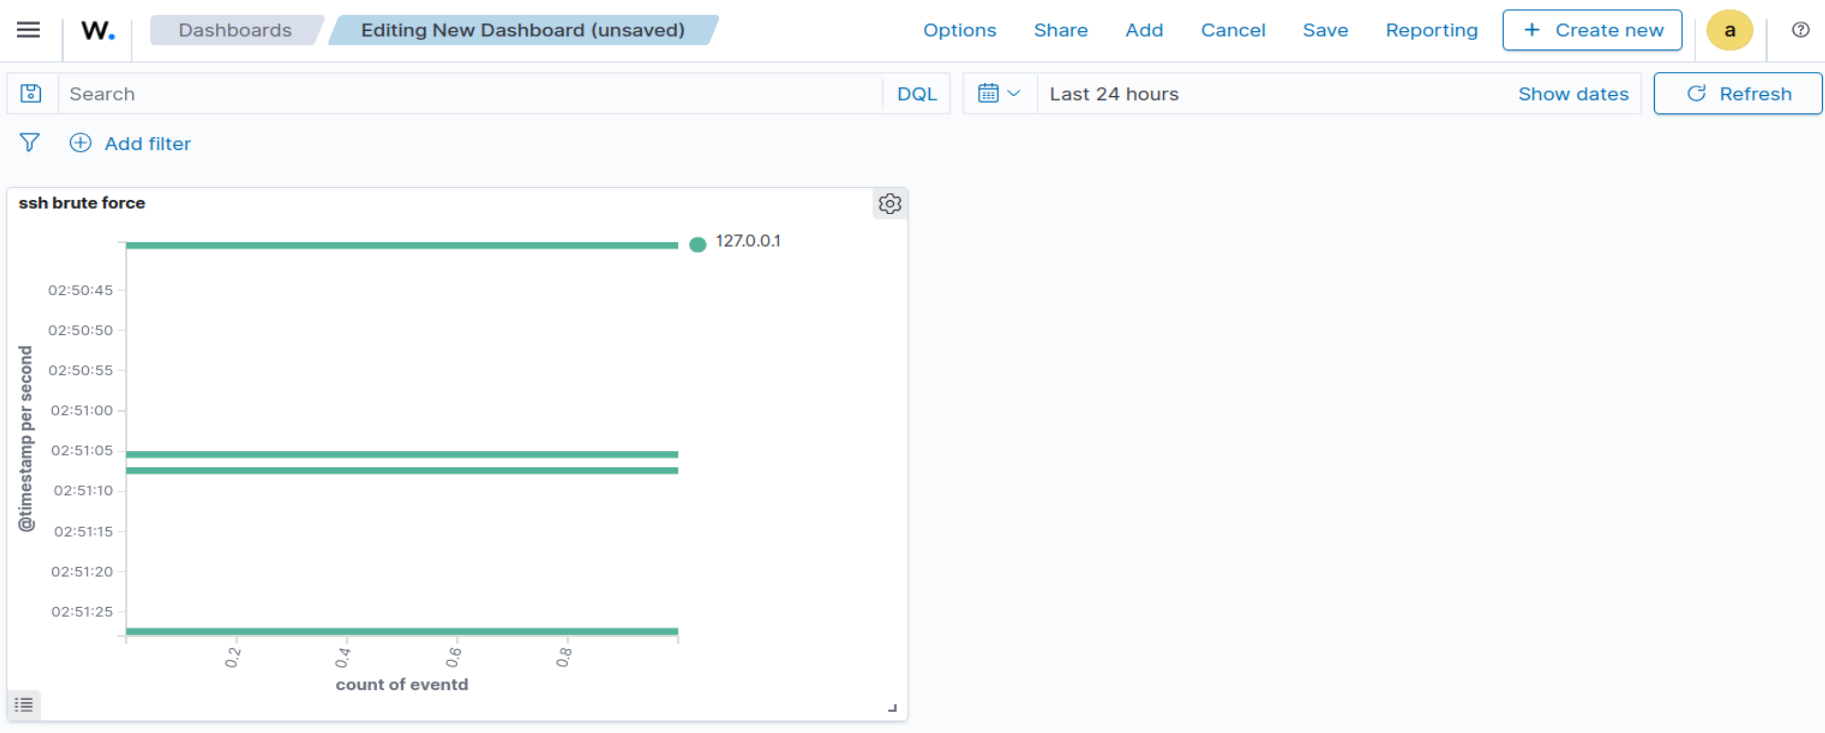 W. Dashboards Editing New Dashboard (unsaved) Options Share Add Cancel Save Reporting Create new a
Search DQL Last 24 hours Show dates Refresh
Add filter
ssh brute force
127.0.0.1
02:50:45
02:50:50
02:50:55
02:51:00
02:51:05
02:51:10
02:51:15
02:51:20
02:51:25
@timestamp per second
0.2 0.4 0.6 0.8
count of eventd